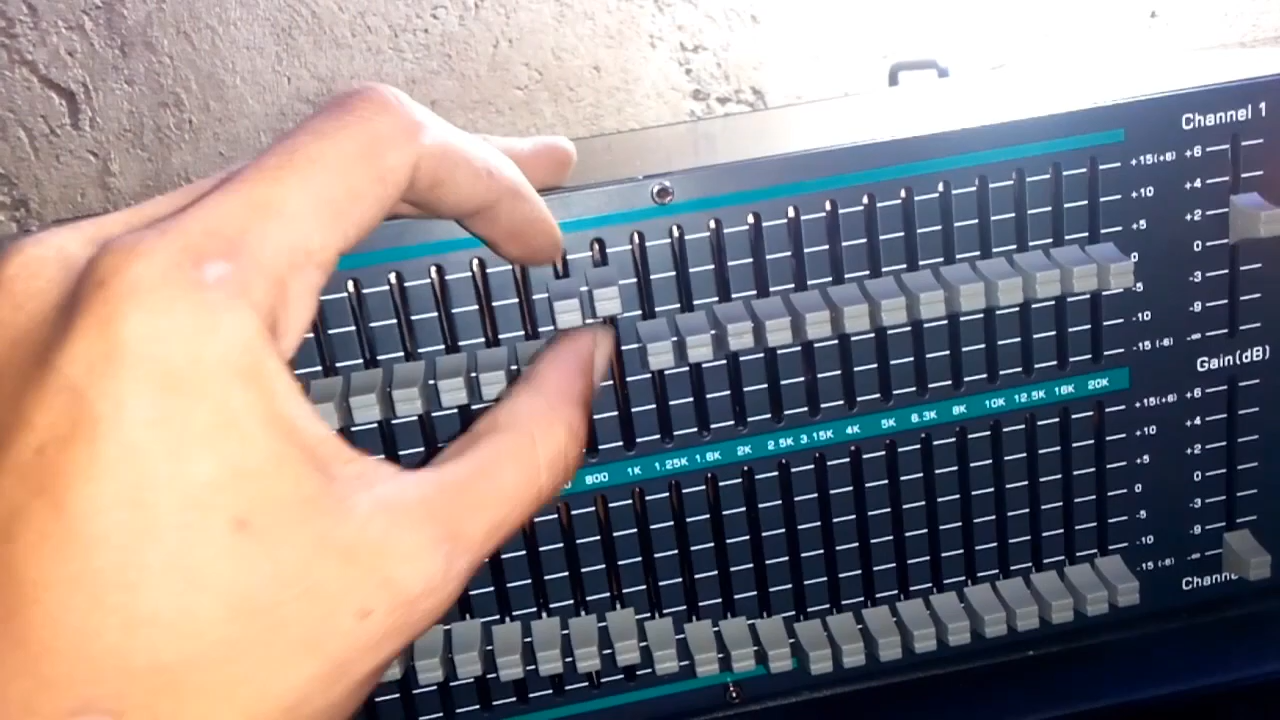 Channel 1
+15(+6) +6
+10 +4
+5 +2
0 0
-5 -3
-10 -9
-15 (-6) -∞
Gain(dB)
800 1K 1.25K 1.6K 2K 2.5K 3.15K 4K 5K 6.3K 8K 10K 12.5K 16K 20K
+15(+6) +6
+10 +4
+5 +2
0 0
-5 -3
-10 -9
-15 (-6) -∞